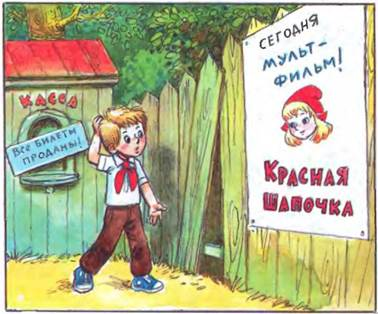 КАССА
ВСЕ БИЛЕТЫ
ПРОДАНЫ!
СЕГОДНЯ
МУЛЬТ-
ФИЛЬМ!
КРАСНАЯ
ШАПОЧКА